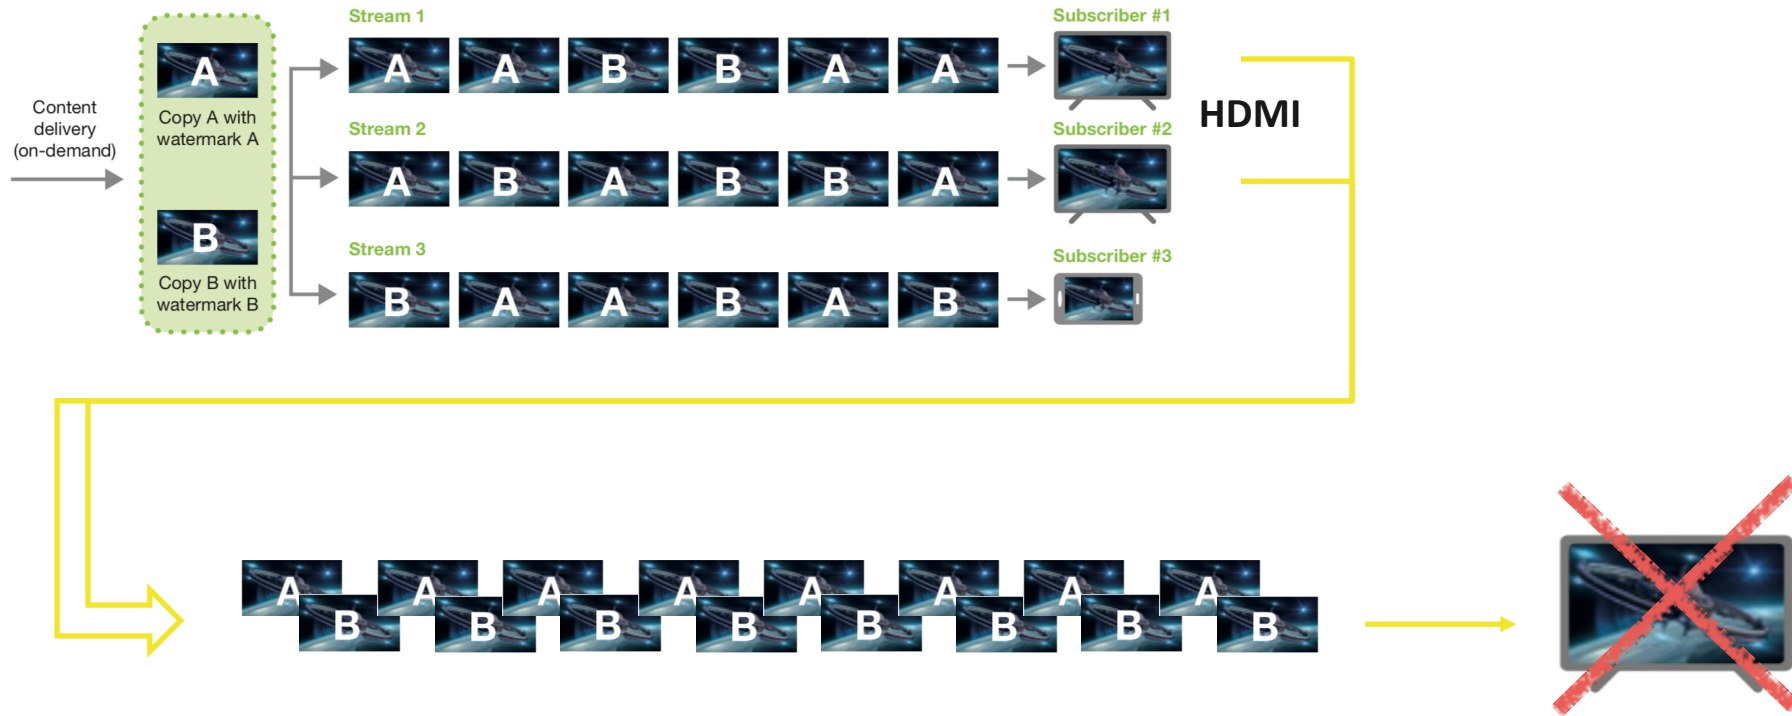 Content
delivery
(on-demand)
A
Copy A with
watermark A
B
Copy B with
watermark B
Stream 1
A A B B A A
Subscriber #1
Stream 2
A B A B B A
Subscriber #2
HDMI
Stream 3
B A A B A B
Subscriber #3
A A A A A A A A
B B B B B B B B